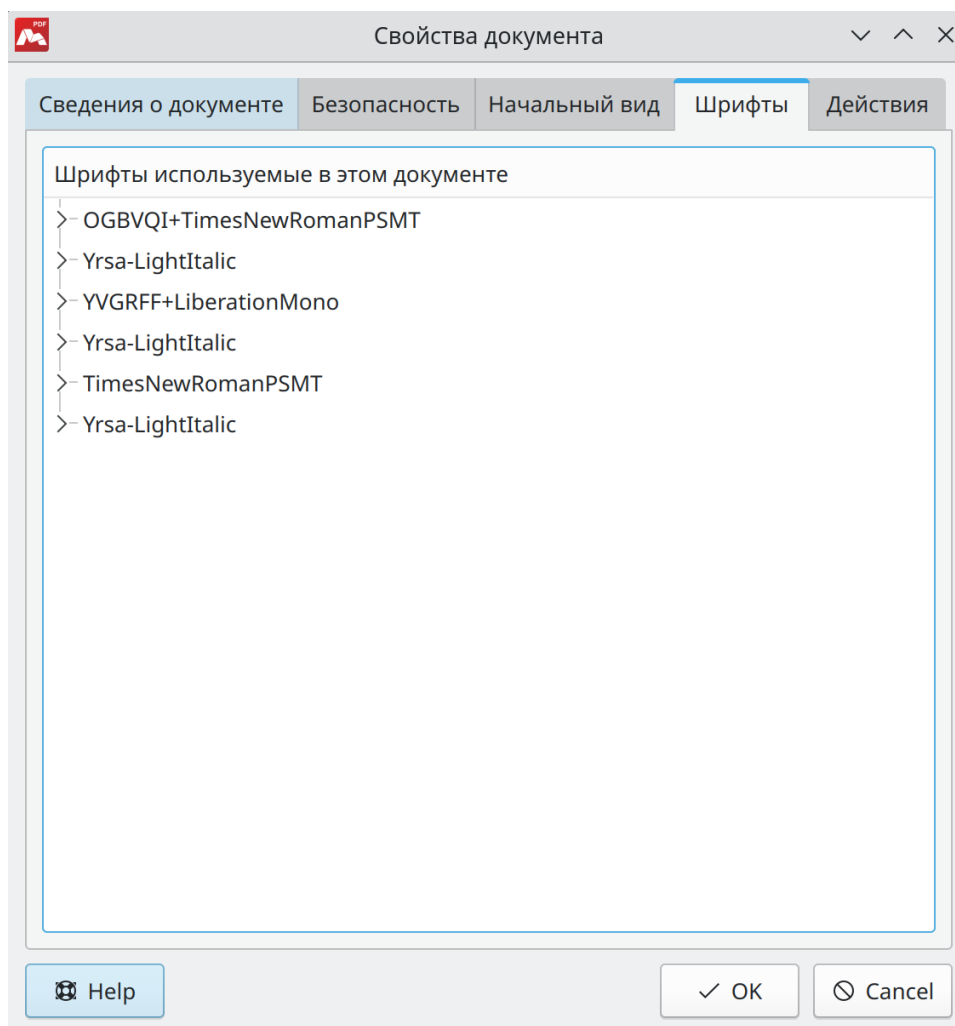 PDF
Свойства документа
Сведения о документе Безопасность Начальный вид Шрифты Действия
Шрифты используемые в этом документе
OGBVQI+TimesNewRomanPSMT
Yrsa-LightItalic
YVGRFF+LiberationMono
Yrsa-LightItalic
TimesNewRomanPSMT
Yrsa-LightItalic
Help OK Cancel